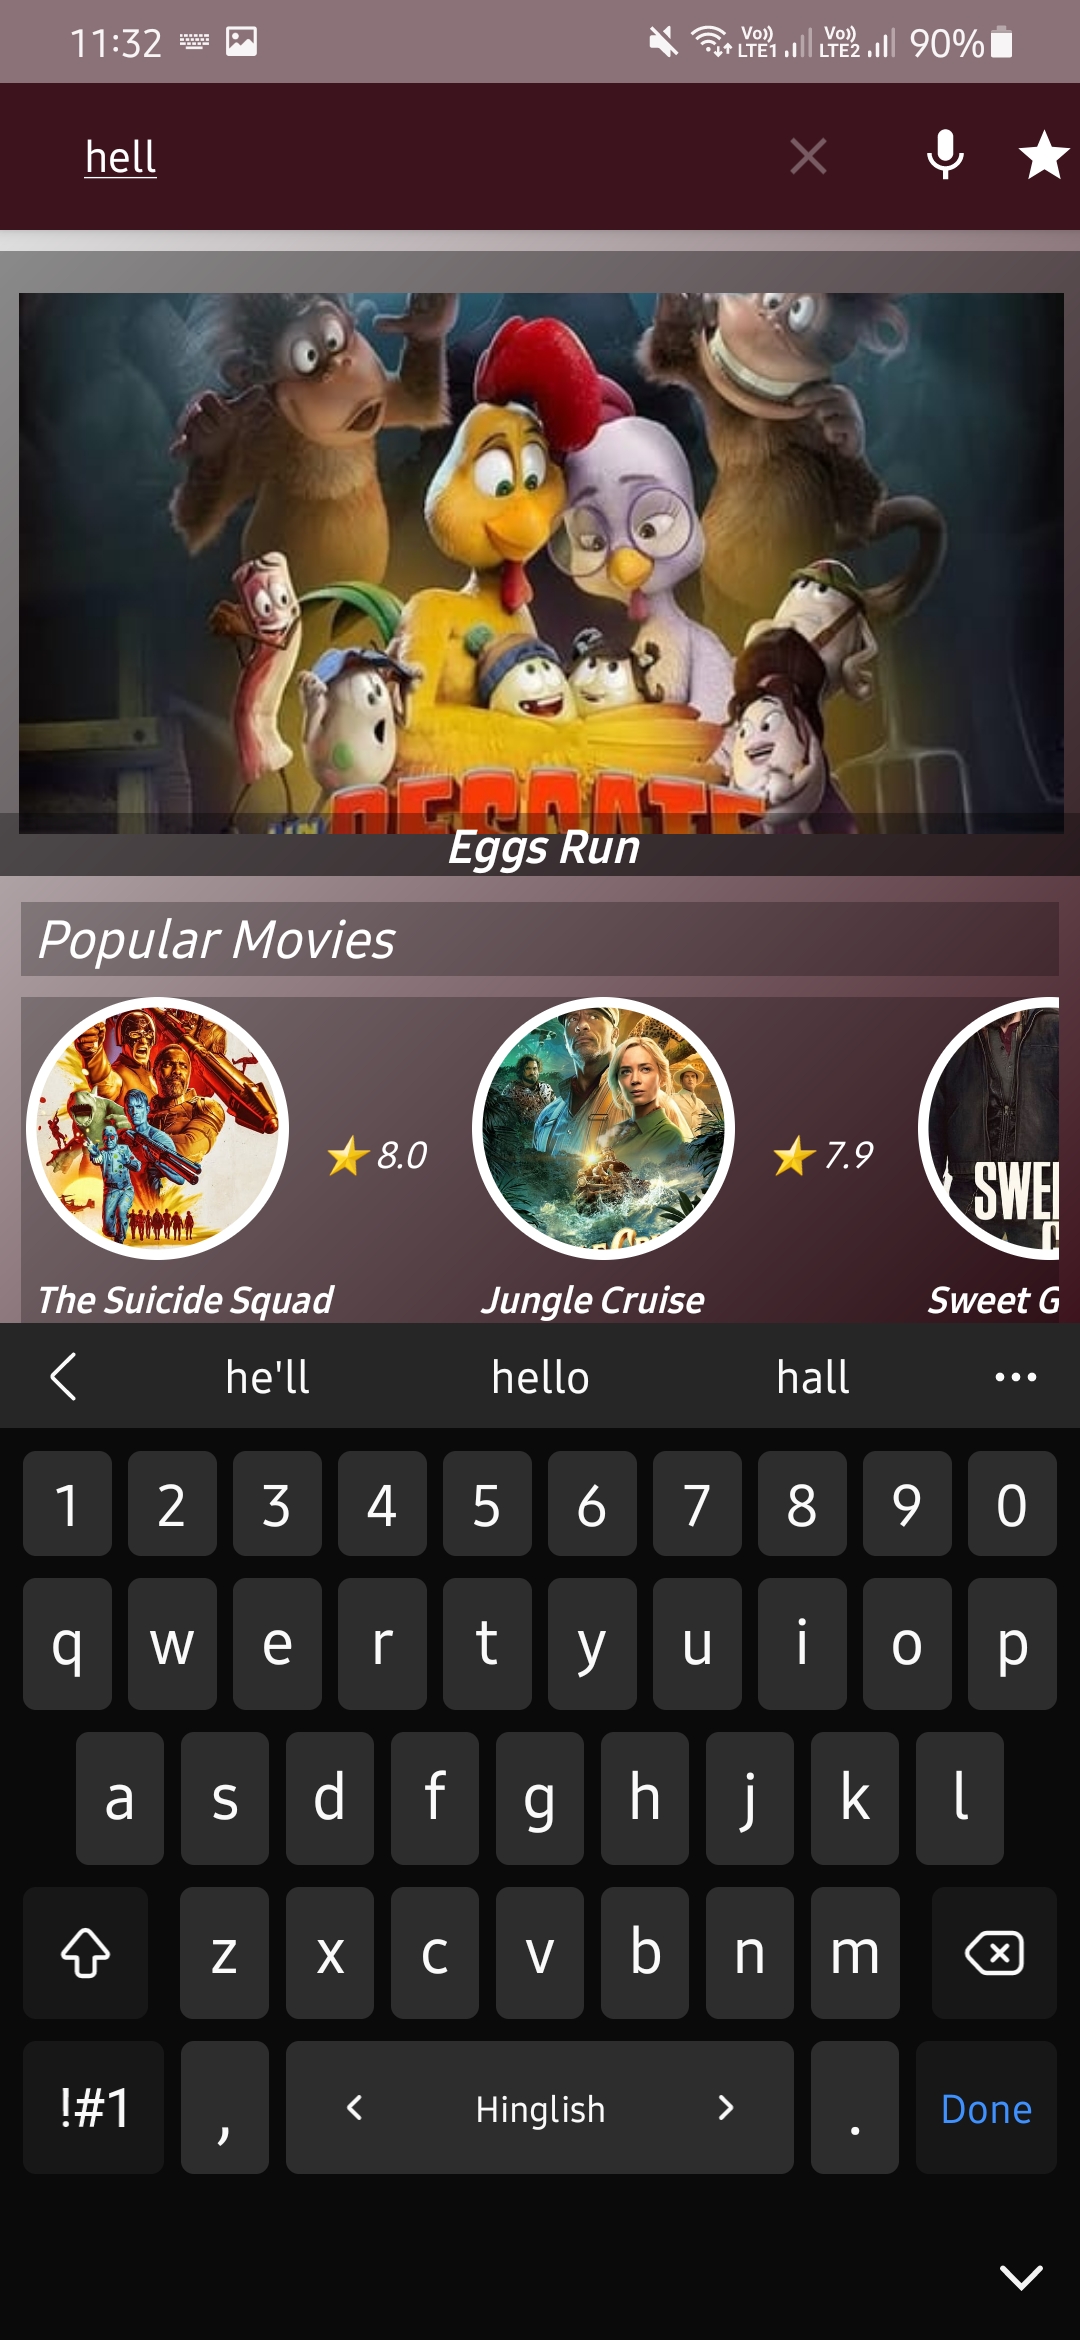 11:32 Vo)) LTE1 Vo)) LTE2 90%
hell
RESCATE
Eggs Run
Popular Movies
8.0 7.9
SWE
The Suicide Squad Jungle Cruise Sweet G
he'll hello hall ...
1 2 3 4 5 6 7 8 9 0
q w e r t y u i o p
a s d f g h j k l
z x c v b n m
!#1 , < Hinglish > . Done